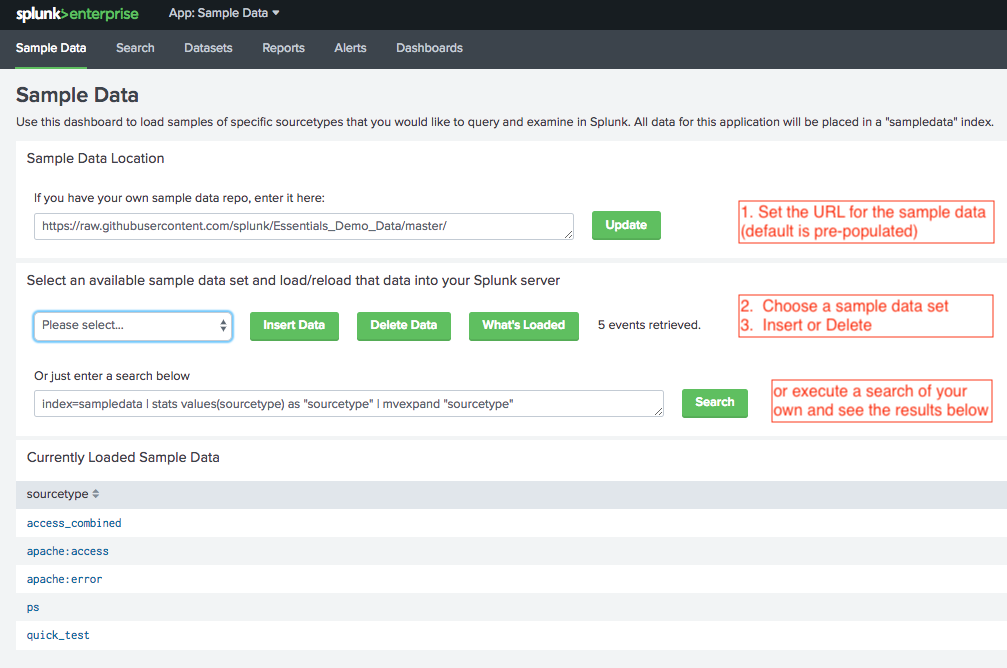 splunk>enterprise App: Sample Data
Sample Data Search Datasets Reports Alerts Dashboards
Sample Data
Use this dashboard to load samples of specific sourcetypes that you would like to query and examine in Splunk. All data for this application will be placed in a "sampledata" index.
Sample Data Location
If you have your own sample data repo, enter it here:
https://raw.githubusercontent.com/splunk/Essentials_Demo_Data/master/
Update
1. Set the URL for the sample data
(default is pre-populated)
Select an available sample data set and load/reload that data into your Splunk server
Please select... Insert Data Delete Data What's Loaded 5 events retrieved.
2. Choose a sample data set
3. Insert or Delete
Or just enter a search below
index=sampledata | stats values(sourcetype) as "sourcetype" | mvexpand "sourcetype"
Search
or execute a search of your
own and see the results below
Currently Loaded Sample Data
sourcetype
access_combined
apache:access
apache:error
ps
quick_test